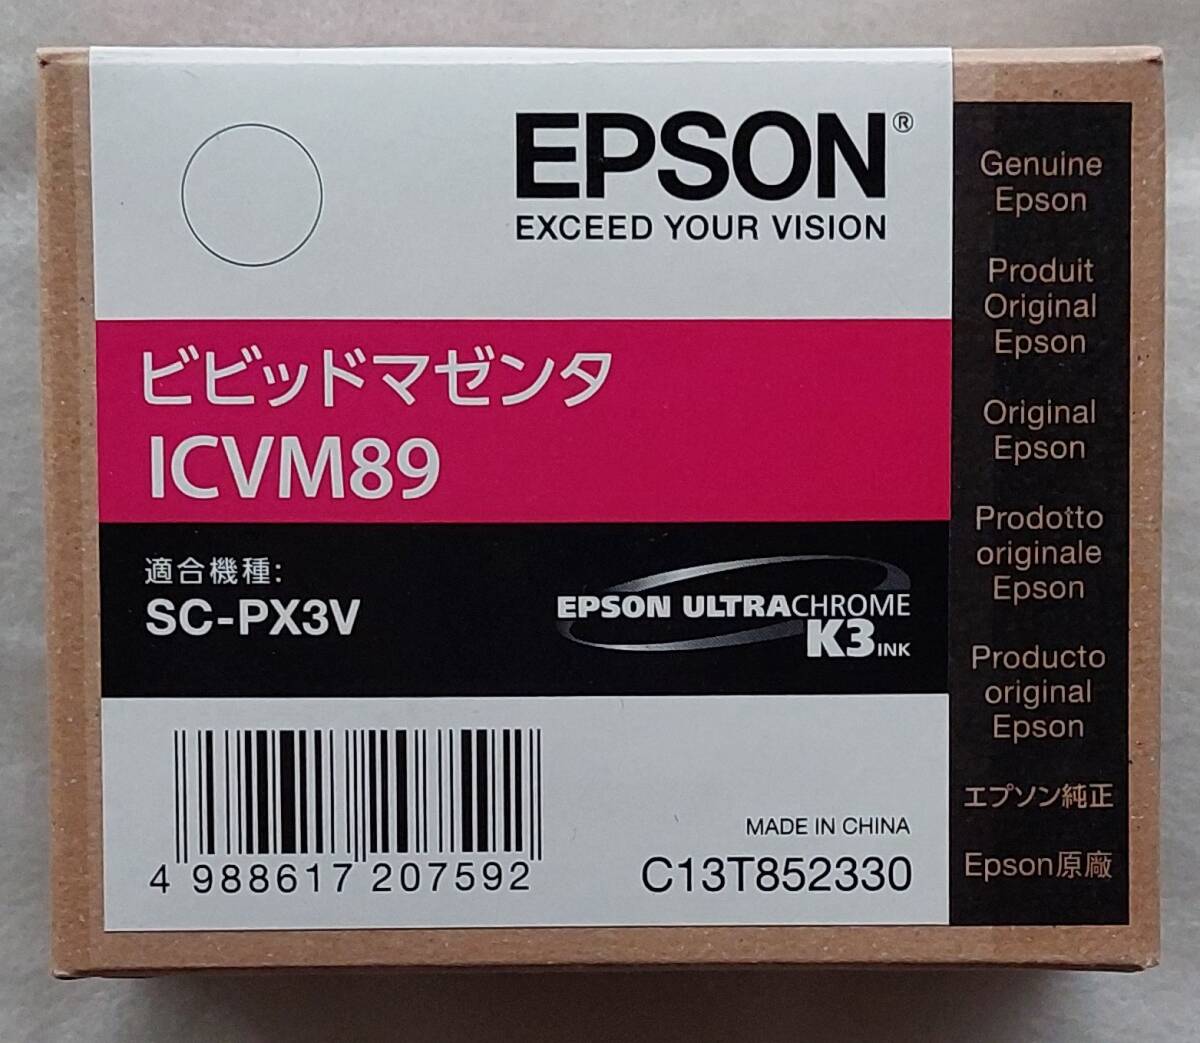 EPSON®
EXCEED YOUR VISION
ビビッドマゼンタ
ICVM89
適合機種:
SC-PX3V
EPSON ULTRACHROME
K3 INK
4 988617 207592
MADE IN CHINA
C13T852330
Genuine
Epson
Produit
Original
Epson
Original
Epson
Prodotto
originale
Epson
Producto
original
Epson
エプソン純正
Epson原廠